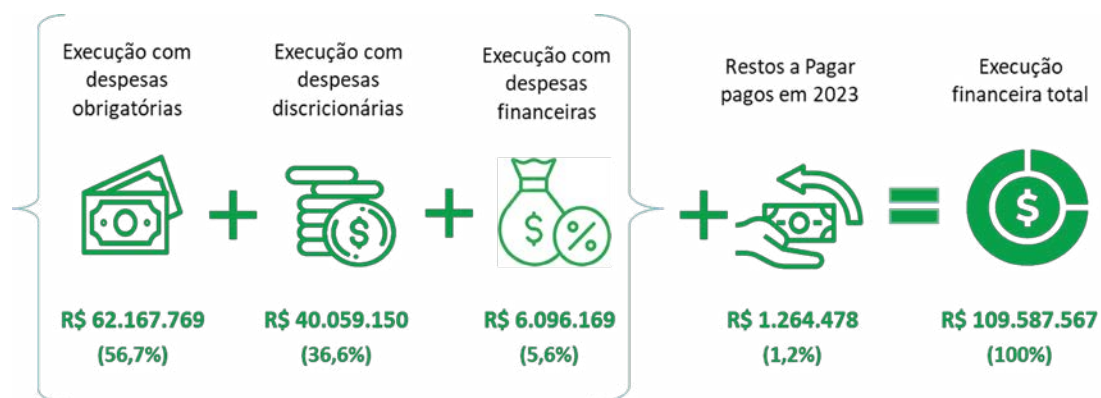 Execução com
despesas
obrigatórias
Execução com
despesas
discricionárias
Execução com
despesas
financeiras
Restos a Pagar
pagos em 2023
Execução
financeira total
$
$
%
$
R$ 62.167.769
(56,7%)
R$ 40.059.150
(36,6%)
R$ 6.096.169
(5,6%)
R$ 1.264.478
(1,2%)
R$ 109.587.567
(100%)